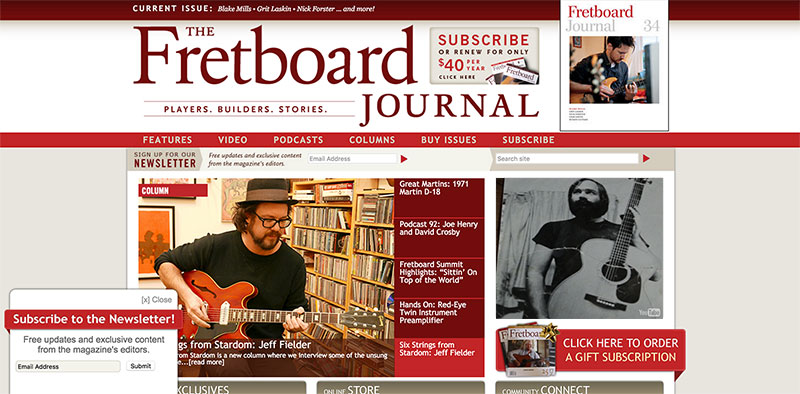 CURRENT ISSUE: Blake Mills • Grit Laskin • Nick Forster ... and more!
THE
Fretboard
JOURNAL
PLAYERS. BUILDERS. STORIES.
SUBSCRIBE
OR RENEW FOR ONLY
$40 PER YEAR
CLICK HERE
Fretboard
Journal 34
FEATURES VIDEO PODCASTS COLUMNS BUY ISSUES SUBSCRIBE
SIGN UP FOR OUR
NEWSLETTER
Free updates and exclusive content
from the magazine's editors.
Email Address
Search site
COLUMN
Great Martins: 1971
Martin D-18
Podcast 92: Joe Henry
and David Crosby
Fretboard Summit
Highlights: “Sittin’ On
Top of the World”
Hands On: Red-Eye
Twin Instrument
Preamplifier
Six Strings from
Stardom: Jeff Fielder
ngs from Stardom: Jeff Fielder
from Stardom is a new column where we interview some of the unsung
e...[read more]
YouTube
[x] Close
Subscribe to the Newsletter!
Free updates and exclusive content
from the magazine's editors.
Email Address
Submit
Fretboa
CLICK HERE TO ORDER
A GIFT SUBSCRIPTION
EXCLUSIVES
ONLINE STORE
COMMUNITY CONNECT